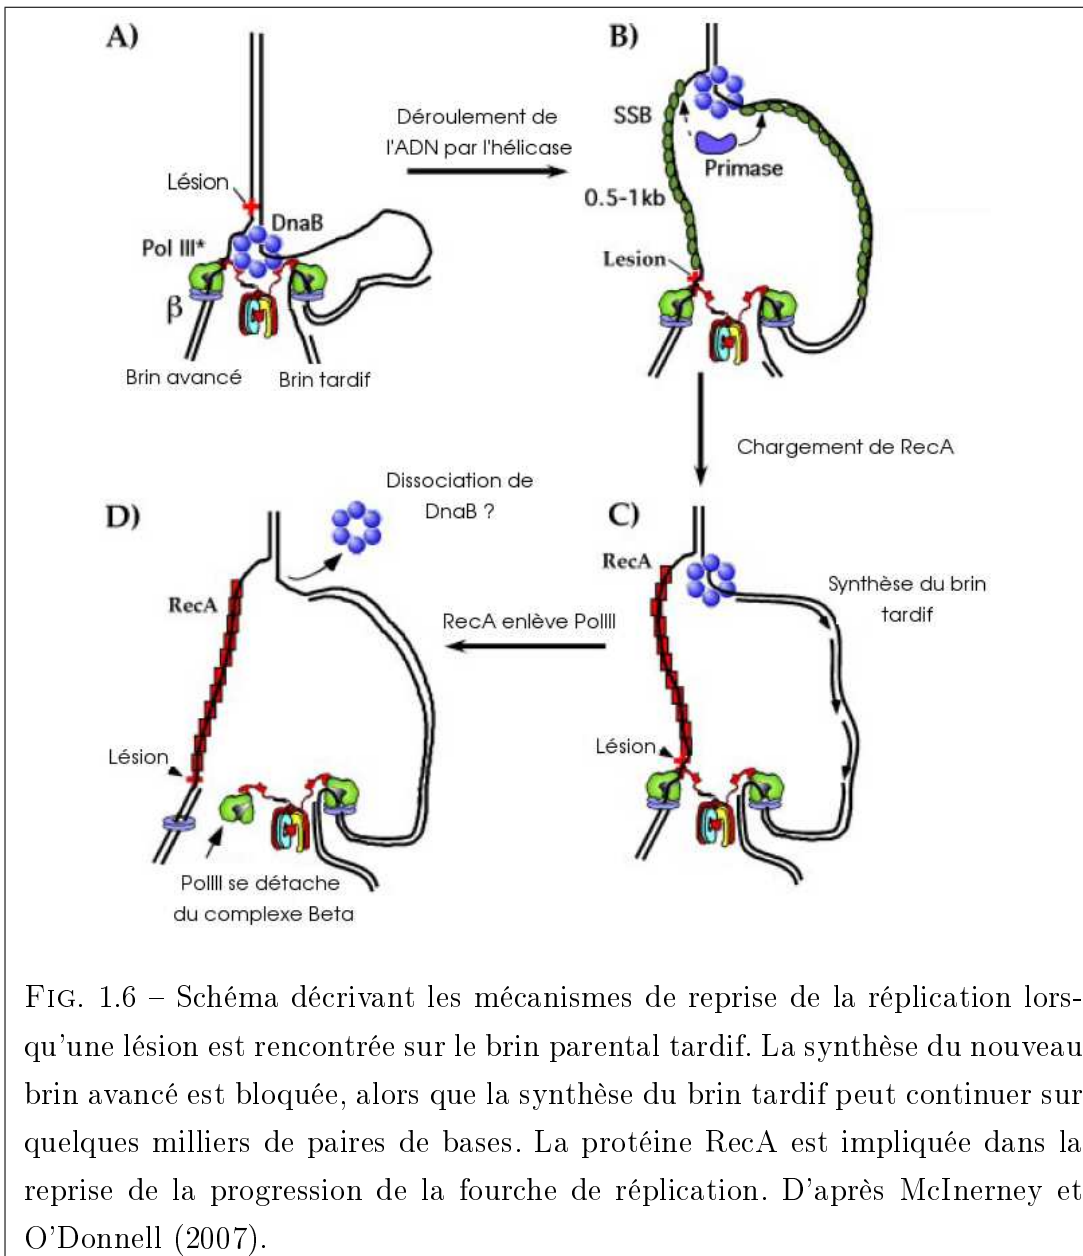 A)
Lésion
DnaB
Pol III*
β
Brin avancé
Brin tardif
Déroulement de
l'ADN par l'hélicase
B)
SSB
Primase
0.5-1kb
Lesion
Chargement de RecA
C)
RecA
Synthèse du brin
tardif
Lésion
RecA enlève PolIII
D)
Dissociation de
DnaB ?
RecA
Lésion
PolIII se détache
du complexe Beta
FIG. 1.6 – Schéma décrivant les mécanismes de reprise de la réplication lors-
qu'une lésion est rencontrée sur le brin parental tardif. La synthèse du nouveau
brin avancé est bloquée, alors que la synthèse du brin tardif peut continuer sur
quelques milliers de paires de bases. La protéine RecA est impliquée dans la
reprise de la progression de la fourche de réplication. D'après McInerney et
O'Donnell (2007).